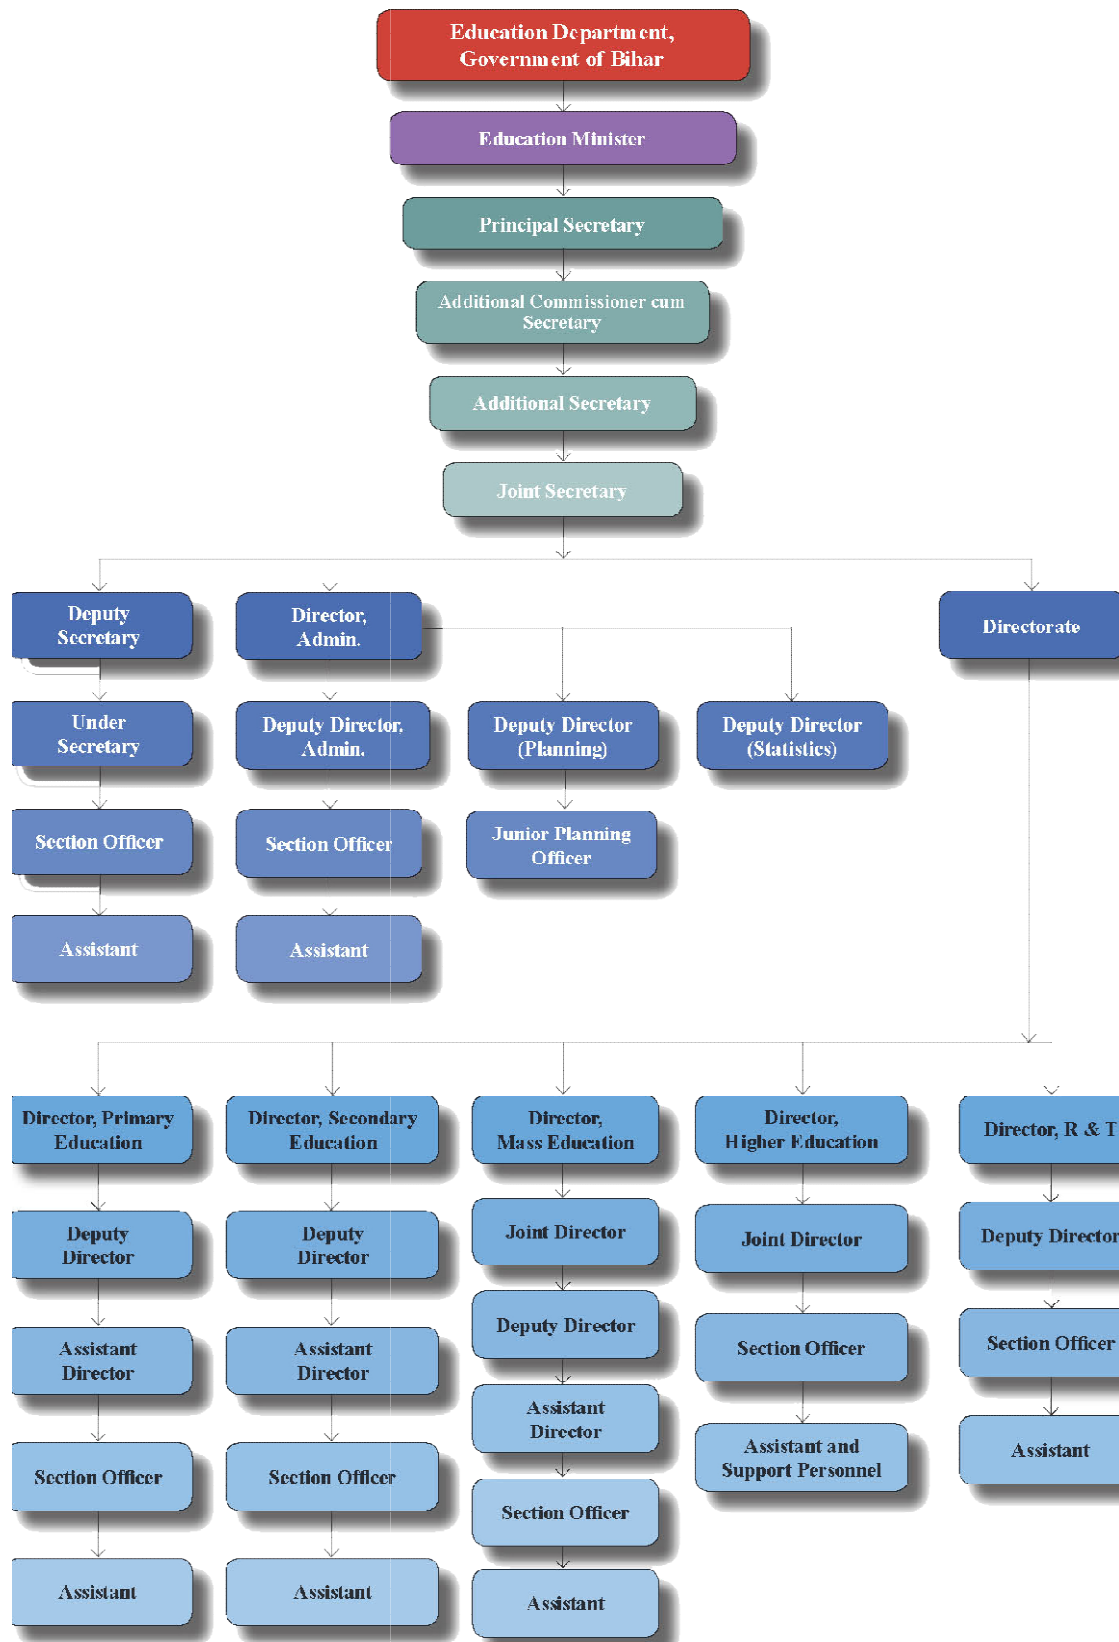 Education Department,
Government of Bihar
Education Minister
Principal Secretary
Additional Commissioner cum
Secretary
Additional Secretary
Joint Secretary
Deputy
Secretary
Director,
Admin.
Directorate
Under
Secretary
Deputy Director,
Admin.
Deputy Director
(Planning)
Deputy Director
(Statistics)
Section Officer
Section Officer
Junior Planning
Officer
Assistant
Assistant
Director, Primary
Education
Director, Secondary
Education
Director,
Mass Education
Director,
Higher Education
Director, R & T
Deputy
Director
Deputy
Director
Joint Director
Joint Director
Deputy Director
Assistant
Director
Assistant
Director
Deputy Director
Section Officer
Section Officer
Assistant
Director
Section Officer
Section Officer
Assistant and
Support Personnel
Assistant
Section Officer
Assistant
Assistant
Assistant